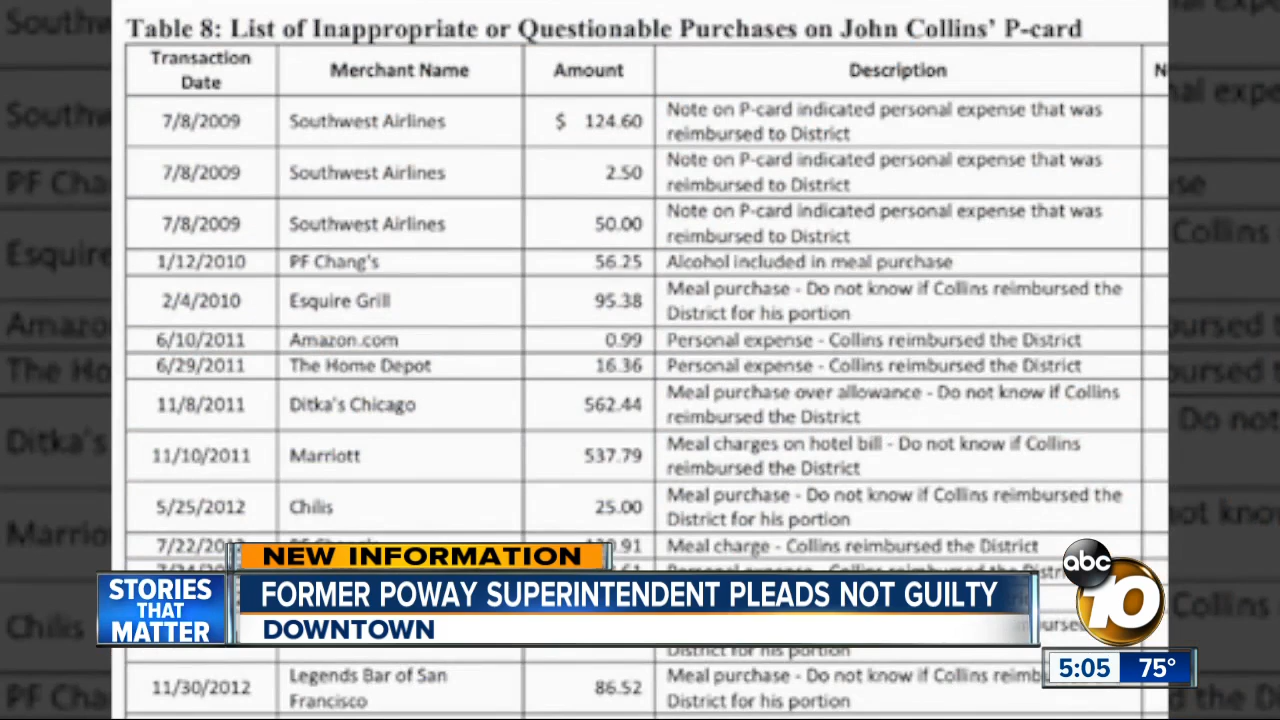 Table 8: List of Inappropriate or Questionable Purchases on John Collins' P-card
Transaction Date Merchant Name Amount Description
7/8/2009 Southwest Airlines $ 124.60 Note on P-card indicated personal expense that was
reimbursed to District
7/8/2009 Southwest Airlines 2.50 Note on P-card indicated personal expense that was
reimbursed to District
7/8/2009 Southwest Airlines 50.00 Note on P-card indicated personal expense that was
reimbursed to District
1/12/2010 PF Chang's 56.25 Alcohol included in meal purchase
2/4/2010 Esquire Grill 95.38 Meal purchase - Do not know if Collins reimbursed the
District for his portion
6/10/2011 Amazon.com 0.99 Personal expense - Collins reimbursed the District
6/29/2011 The Home Depot 16.36 Personal expense - Collins reimbursed the District
11/8/2011 Ditka's Chicago 562.44 Meal purchase over allowance - Do not know if Collins
reimbursed the District
11/10/2011 Marriott 537.79 Meal charges on hotel bill - Do not know if Collins
reimbursed the District
5/25/2012 Chilis 25.00 Meal purchase - Do not know if Collins reimbursed the
District for his portion
Meal charge - Collins reimbursed the District
Personal expense - Collins reimbursed the
District for his portion
11/30/2012 Legends Bar of San Francisco 86.52 Meal purchase - Do not know if Collins
District for his portion
NEW INFORMATION
STORIES THAT MATTER
FORMER POWAY SUPERINTENDENT PLEADS NOT GUILTY
DOWNTOWN
abc 10
5:05 75°